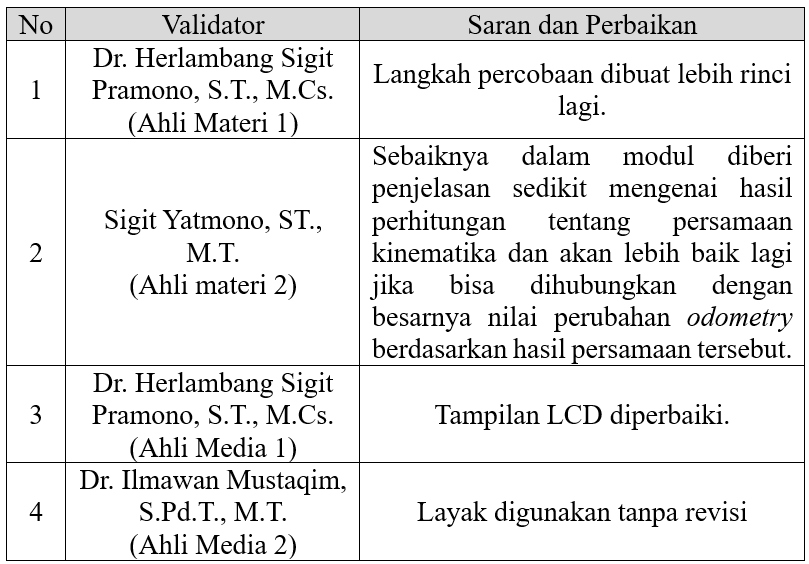 No Validator Saran dan Perbaikan
1
Dr. Herlambang Sigit
Pramono, S.T., M.Cs.
(Ahli Materi 1)
Langkah percobaan dibuat lebih rinci
lagi.
2
Sigit Yatmono, ST.,
M.T.
(Ahli materi 2)
Sebaiknya dalam modul diberi
penjelasan sedikit mengenai hasil
perhitungan tentang persamaan
kinematika dan akan lebih baik lagi
jika bisa dihubungkan dengan
besarnya nilai perubahan odometry
berdasarkan hasil persamaan tersebut.
3
Dr. Herlambang Sigit
Pramono, S.T., M.Cs.
(Ahli Media 1)
Tampilan LCD diperbaiki.
4
Dr. Ilmawan Mustaqim,
S.Pd.T., M.T.
(Ahli Media 2)
Layak digunakan tanpa revisi